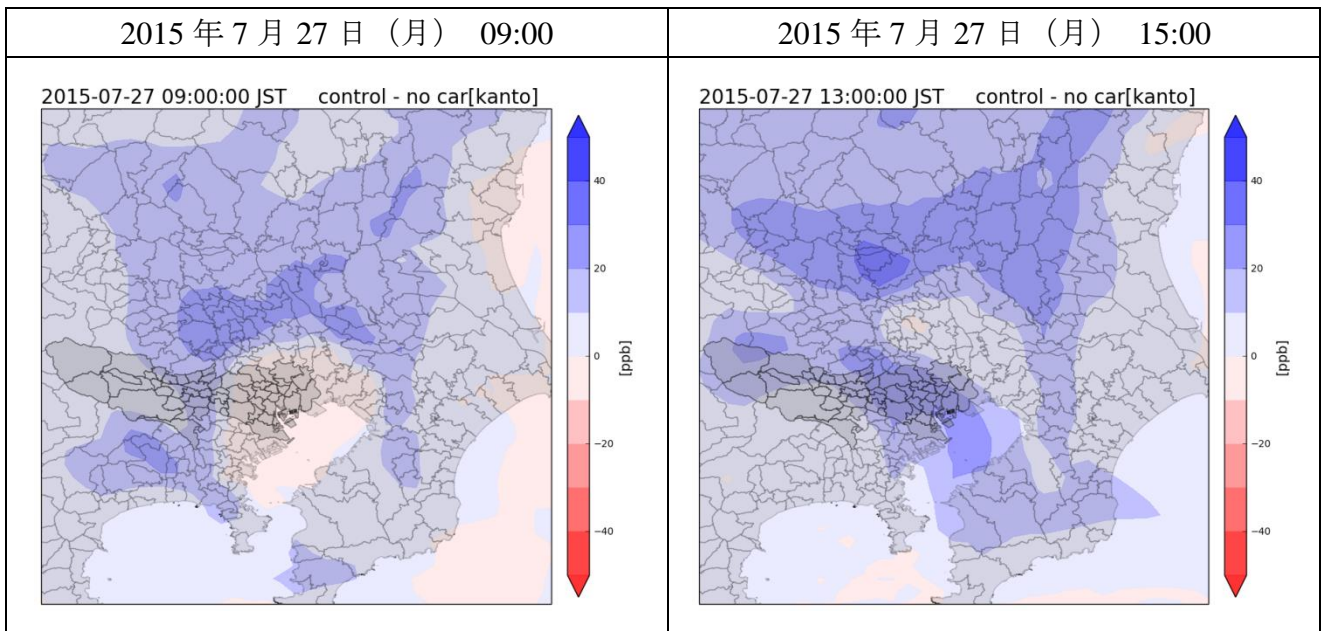 2015 年 7 月 27 日（月） 09:00
2015 年 7 月 27 日（月） 15:00
2015-07-27 09:00:00 JST control - no car[kanto]
40
20
0
−20
−40
[ppb]
2015-07-27 13:00:00 JST control - no car[kanto]
40
20
0
−20
−40
[ppb]